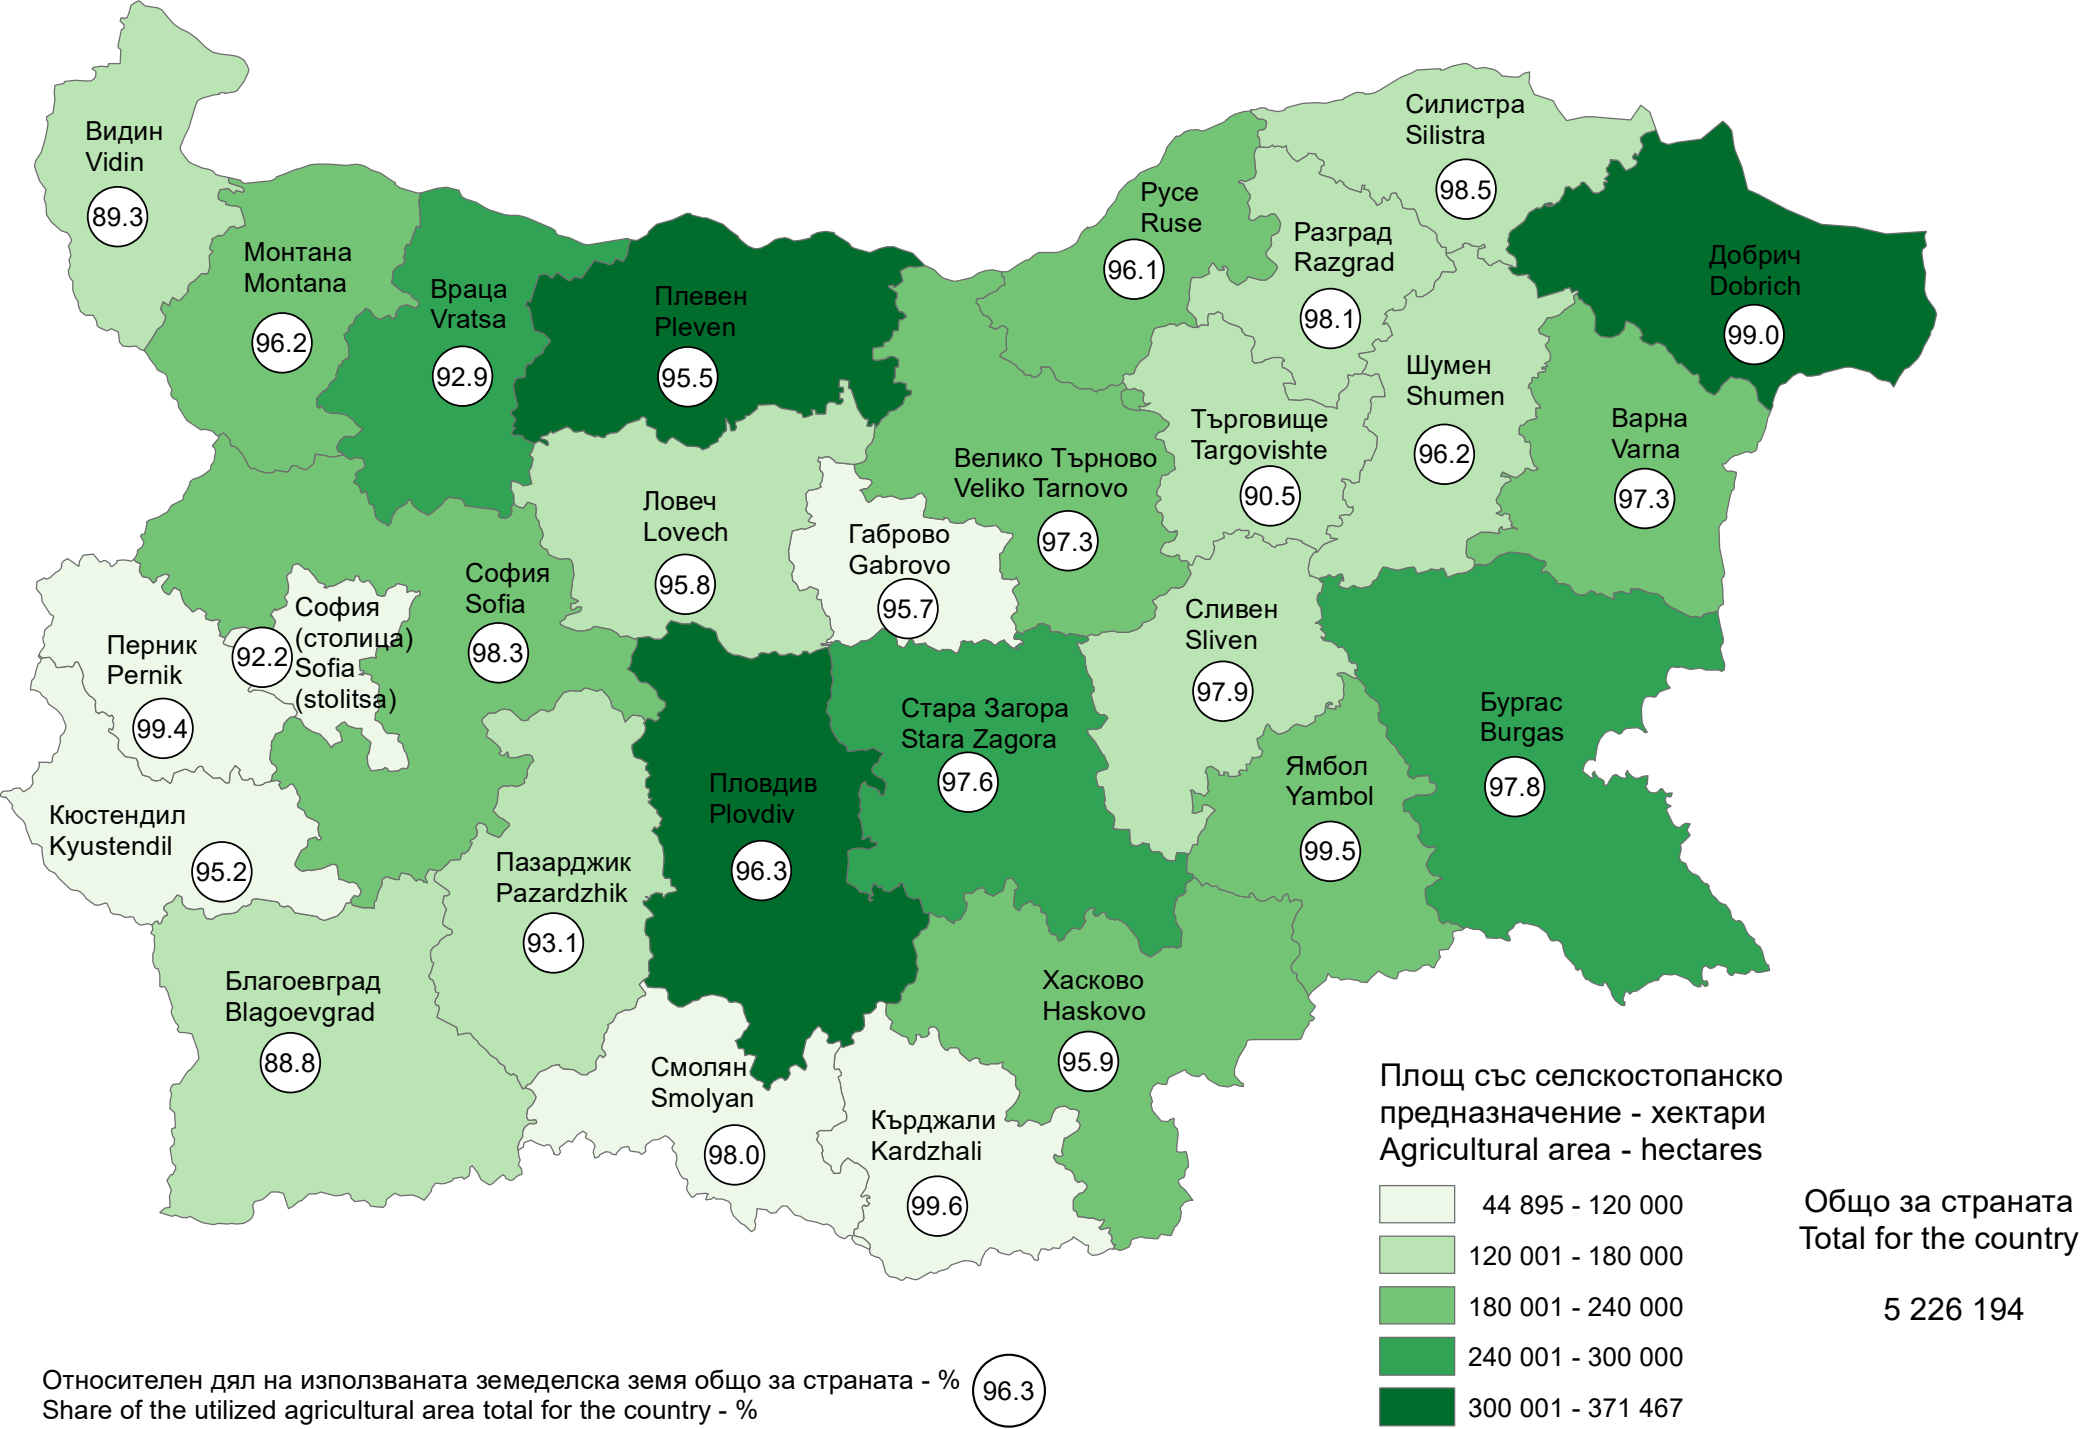 Видин
Vidin
89.3
Монтана
Montana
96.2
Враца
Vratsa
92.9
Плевен
Pleven
95.5
Русе
Ruse
96.1
Силистра
Silistra
98.5
Разград
Razgrad
98.1
Добрич
Dobrich
99.0
Шумен
Shumen
96.2
Варна
Varna
97.3
Търговище
Targovishte
90.5
Велико Търново
Veliko Tarnovo
97.3
Ловеч
Lovech
95.8
Габрово
Gabrovo
95.7
София
Sofia
98.3
София
(столица)
Sofia
(stolitsa)
92.2
Перник
Pernik
99.4
Кюстендил
Kyustendil
95.2
Сливен
Sliven
97.9
Стара Загора
Stara Zagora
97.6
Бургас
Burgas
97.8
Ямбол
Yambol
99.5
Пловдив
Plovdiv
96.3
Пазарджик
Pazardzhik
93.1
Благоевград
Blagoevgrad
88.8
Хасково
Haskovo
95.9
Смолян
Smolyan
98.0
Кърджали
Kardzhali
99.6
Площ със селскостопанско
предназначение - хектари
Agricultural area - hectares
44 895 - 120 000
120 001 - 180 000
180 001 - 240 000
240 001 - 300 000
300 001 - 371 467
Общо за страната
Total for the country
5 226 194
Относителен дял на използваната земеделска земя общо за страната - %
Share of the utilized agricultural area total for the country - %
96.3